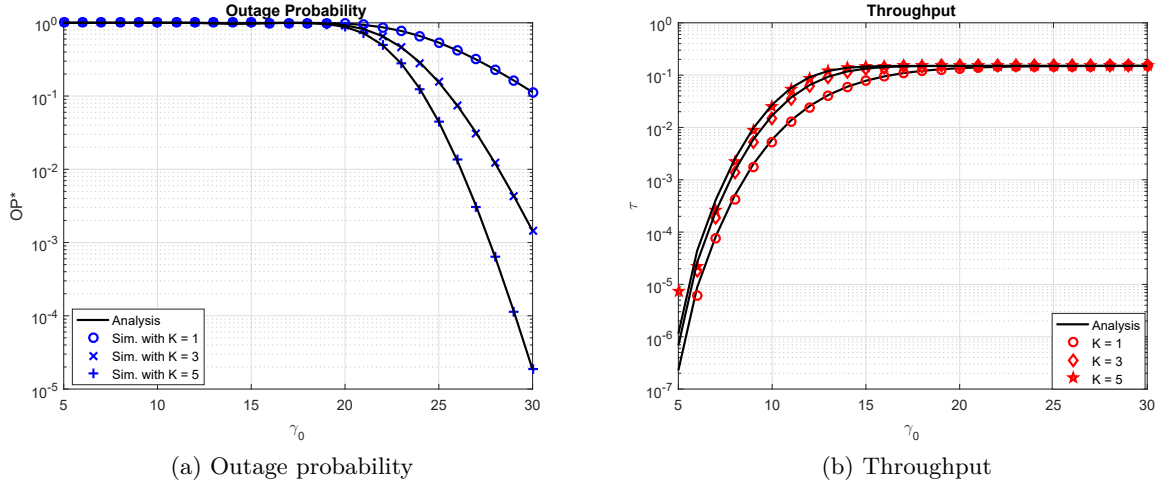 Outage Probability
10^0
10^-1
10^-2
10^-3
10^-4
10^-5
OP*
5 10 15 20 25 30
γ_0
Analysis
Sim. with K = 1
Sim. with K = 3
Sim. with K = 5
(a) Outage probability
Throughput
10^0
10^-1
10^-2
10^-3
10^-4
10^-5
10^-6
10^-7
τ
5 10 15 20 25 30
γ_0
Analysis
K = 1
K = 3
K = 5
(b) Throughput